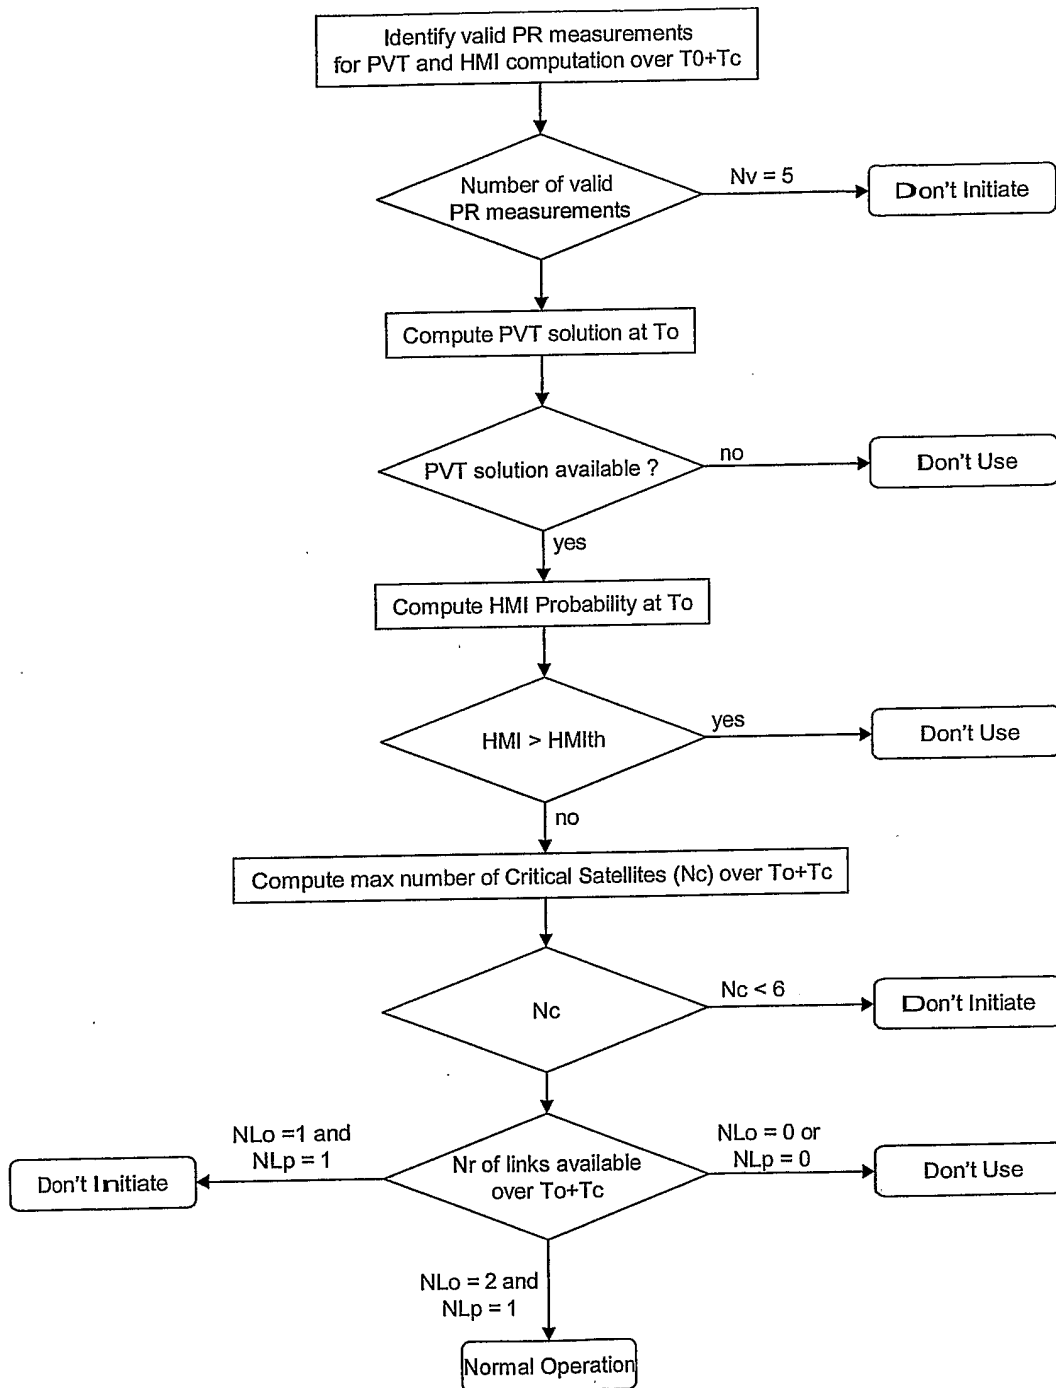 Identify valid PR measurements
for PVT and HMI computation over T0+Tc
Number of valid
PR measurements
Nv = 5
Don't Initiate
Compute PVT solution at To
PVT solution available ?
no
Don't Use
yes
Compute HMI Probability at To
HMI > HMIth
yes
Don't Use
no
Compute max number of Critical Satellites (Nc) over To+Tc
Nc
Nc < 6
Don't Initiate
NLo =1 and
NLp = 1
Don't Initiate
Nr of links available
over To+Tc
NLo = 0 or
NLp = 0
Don't Use
NLo = 2 and
NLp = 1
Normal Operation